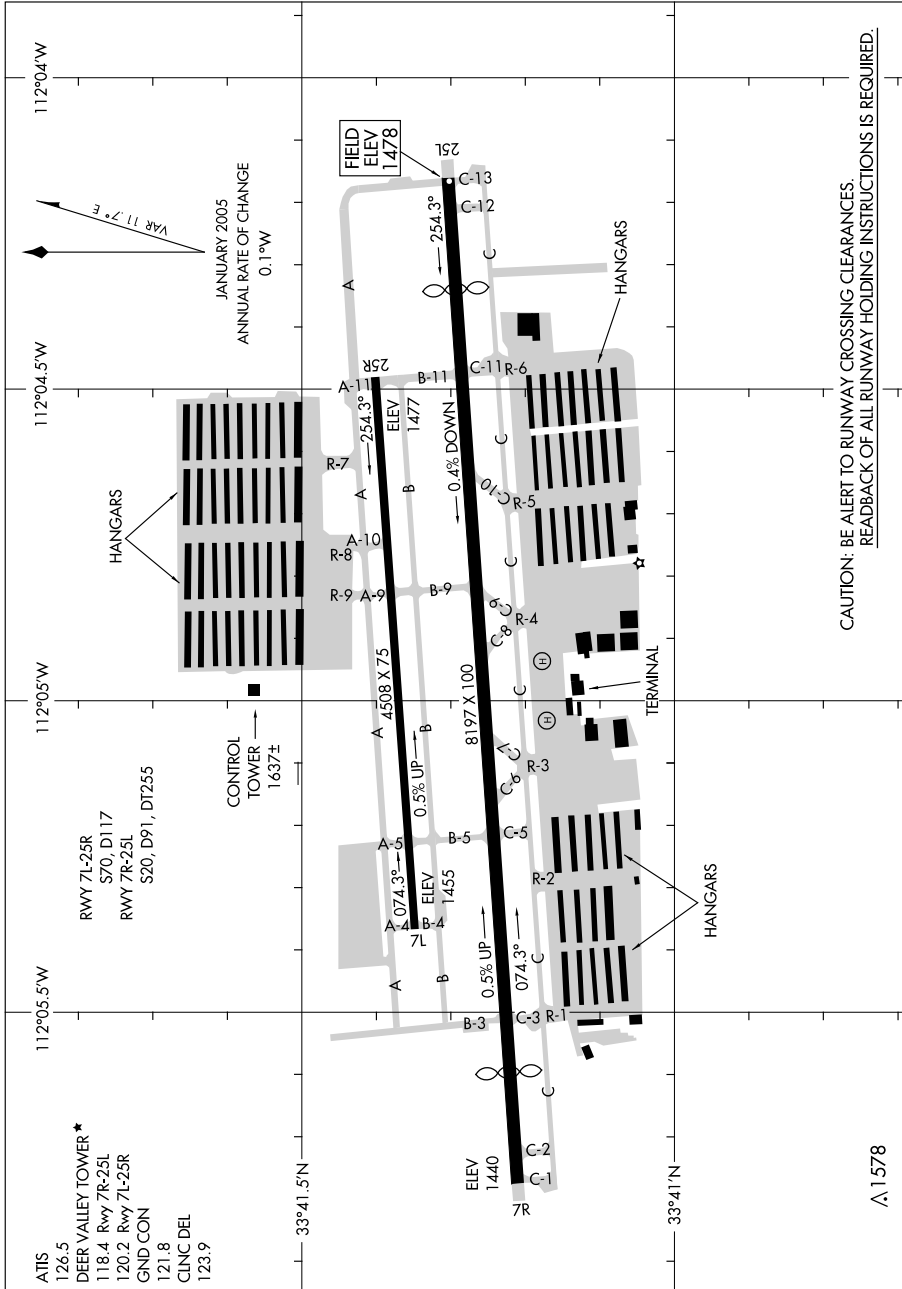 ATIS
126.5
DEER VALLEY TOWER★
118.4 Rwy 7R-25L
120.2 Rwy 7L-25R
GND CON
121.8
CLNC DEL
123.9
RWY 7L-25R
S70, D117
RWY 7R-25L
S20, D91, DT255
CONTROL
TOWER
1637±
HANGARS
VAR 11.7° E
JANUARY 2005
ANNUAL RATE OF CHANGE
0.1°W
112°05.5'W
112°05'W
112°04.5'W
112°04'W
33°41.5'N
33°41'N
FIELD
ELEV
1478
25L
C-13
C-12
254.3°
C
A
25R
A-11
B-11
C-11
R-6
254.3°
ELEV
1477
R-7
A
B
0.4% DOWN
C
C-10
R-5
A-10
R-8
R-9
A-9
B-9
C
C-9
R-4
C-8
4508 X 75
8197 X 100
H
H
C
A
B
0.5% UP
C-7
R-3
C-6
A-5
B-5
C-5
074.3°
ELEV
1455
R-2
A-4
B-4
7L
A
B
0.5% UP
074.3°
C
B-3
C-3
R-1
C
ELEV
1440
C-2
C-1
7R
HANGARS
TERMINAL
HANGARS
1578
CAUTION: BE ALERT TO RUNWAY CROSSING CLEARANCES.
READBACK OF ALL RUNWAY HOLDING INSTRUCTIONS IS REQUIRED.